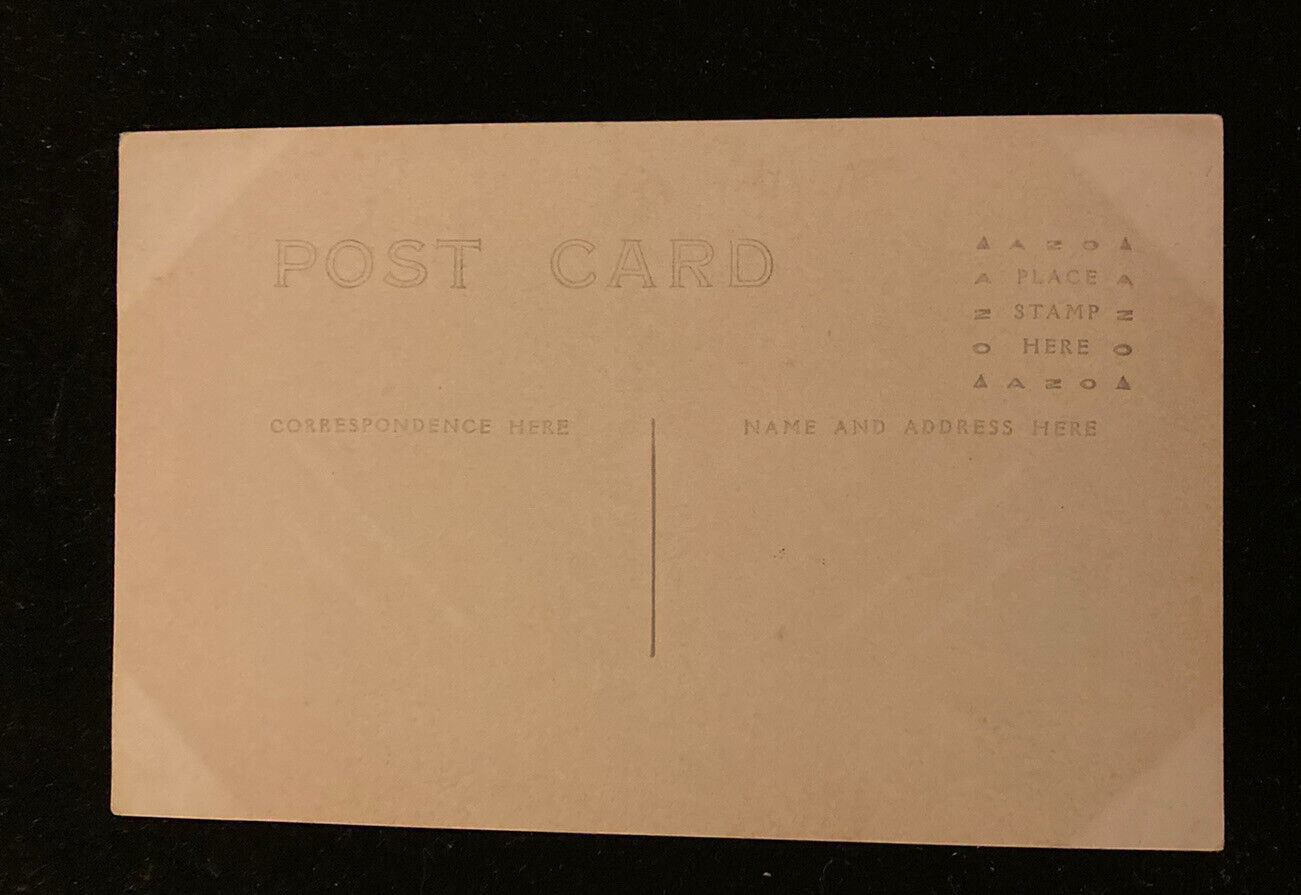 POST CARD
▲ A Z O ▲
A PLACE A
Z STAMP Z
O HERE O
▲ A Z O ▲
CORRESPONDENCE HERE
NAME AND ADDRESS HERE